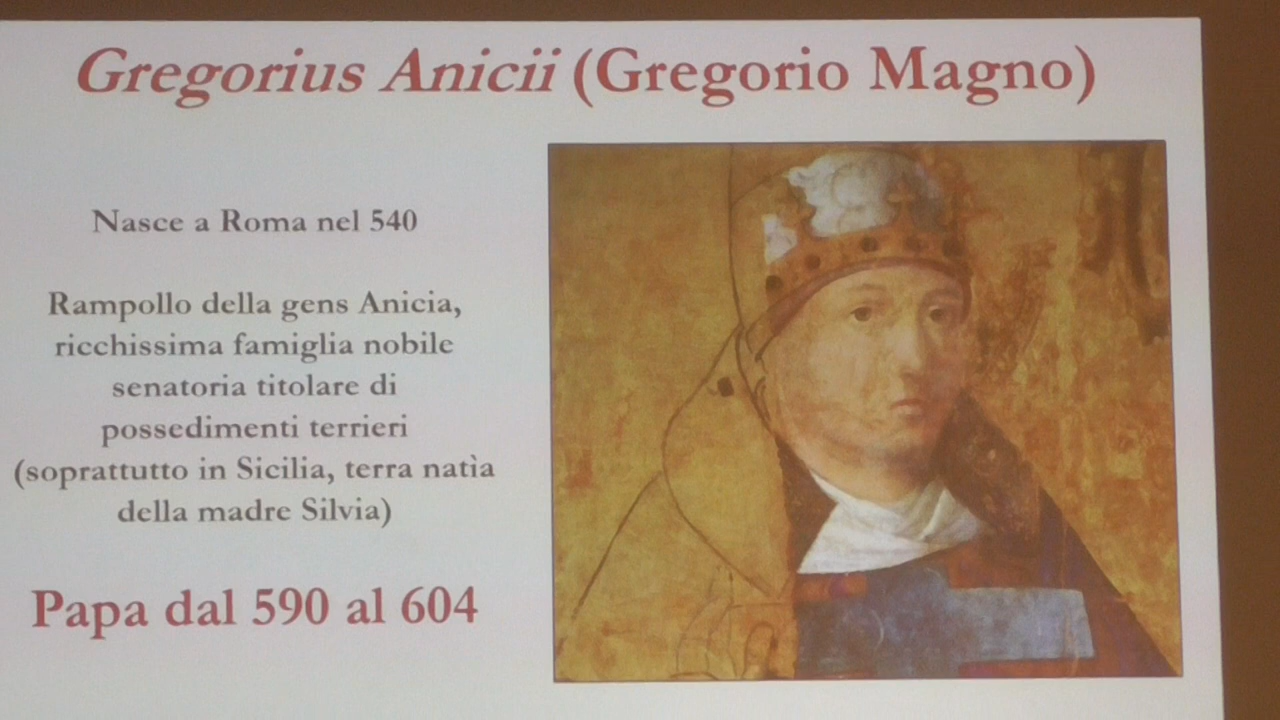 Gregorius Anicii (Gregorio Magno)
Nasce a Roma nel 540
Rampollo della gens Anicia,
ricchissima famiglia nobile
senatoria titolare di
possedimenti terrieri
(soprattutto in Sicilia, terra natìa
della madre Silvia)
Papa dal 590 al 604